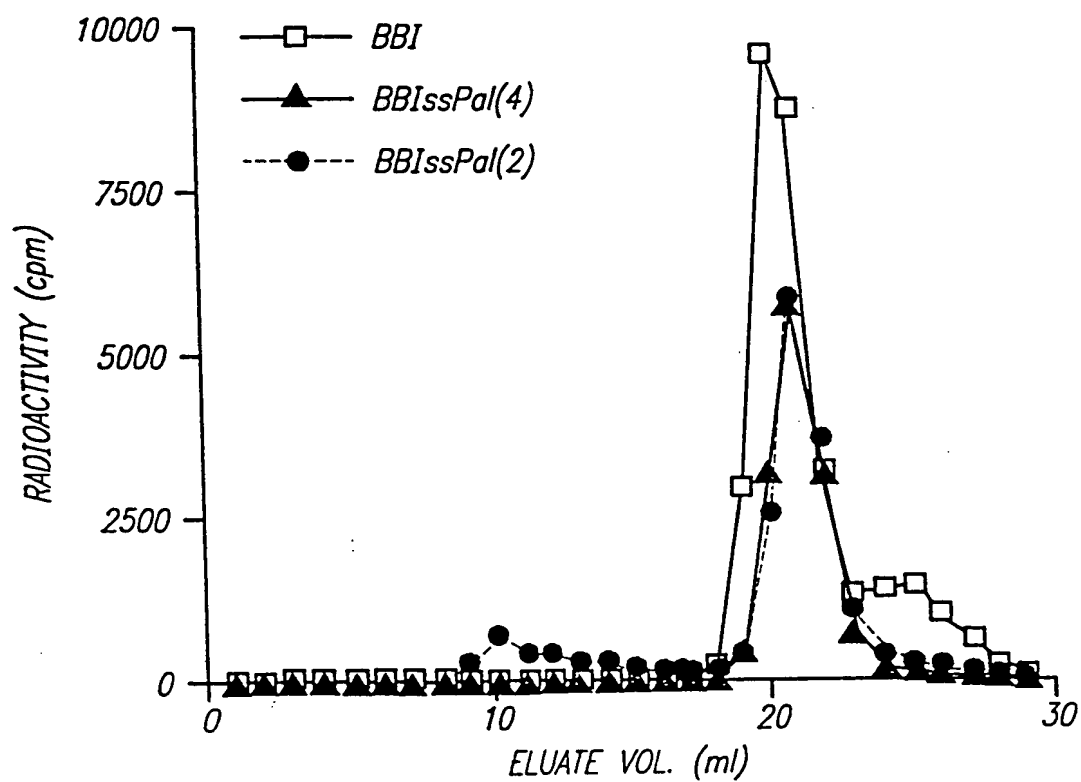 10000
7500
5000
2500
0
RADIOACTIVITY (cpm)
BBI
BBIssPal(4)
BBIssPal(2)
0
10
20
30
ELUATE VOL. (ml)